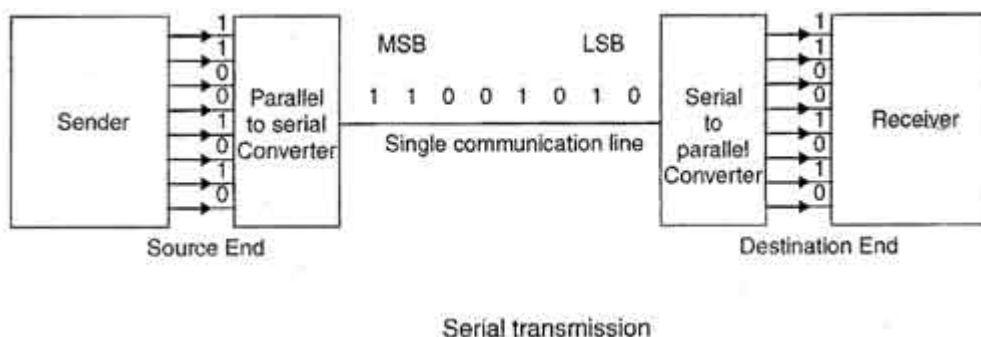 1
1
0
0
1
0
1
0
Sender
Parallel
to serial
Converter
Source End
MSB LSB
1 1 0 0 1 0 1 0
Single communication line
Serial
to
parallel
Converter
1
1
0
0
1
0
1
0
Receiver
Destination End
Serial transmission